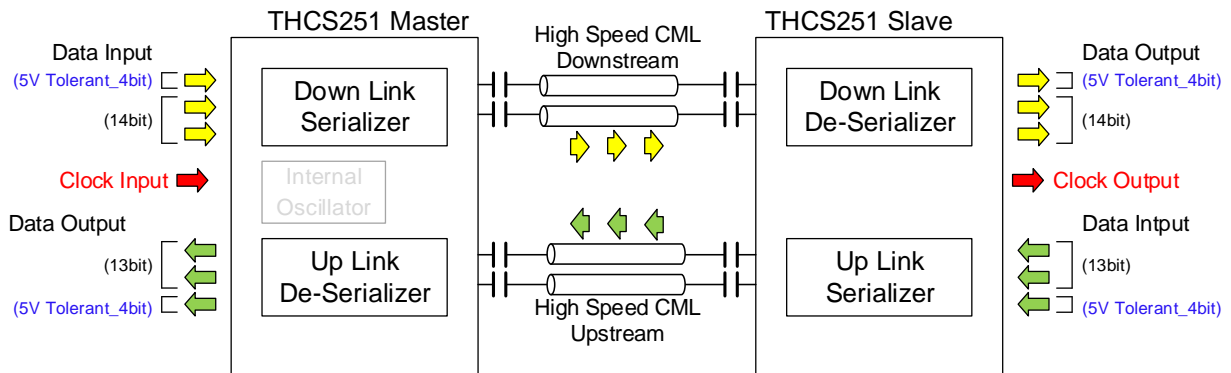 THCS251 Master
THCS251 Slave
Data Input
(5V Tolerant_4bit)
(14bit)
Clock Input
Data Output
(13bit)
(5V Tolerant_4bit)
Down Link
Serializer
Internal
Oscillator
Up Link
De-Serializer
High Speed CML
Downstream
High Speed CML
Upstream
Down Link
De-Serializer
Up Link
Serializer
Data Output
(5V Tolerant_4bit)
(14bit)
Clock Output
Data Intput
(13bit)
(5V Tolerant_4bit)